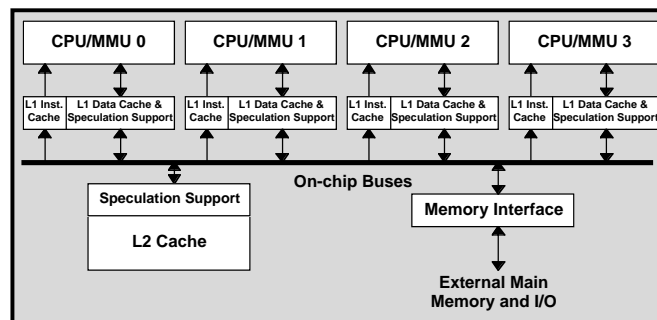 CPU/MMU 0
CPU/MMU 1
CPU/MMU 2
CPU/MMU 3
L1 Inst.
Cache
L1 Data Cache &
Speculation Support
L1 Inst.
Cache
L1 Data Cache &
Speculation Support
L1 Inst.
Cache
L1 Data Cache &
Speculation Support
L1 Inst.
Cache
L1 Data Cache &
Speculation Support
On-chip Buses
Speculation Support
L2 Cache
Memory Interface
External Main
Memory and I/O